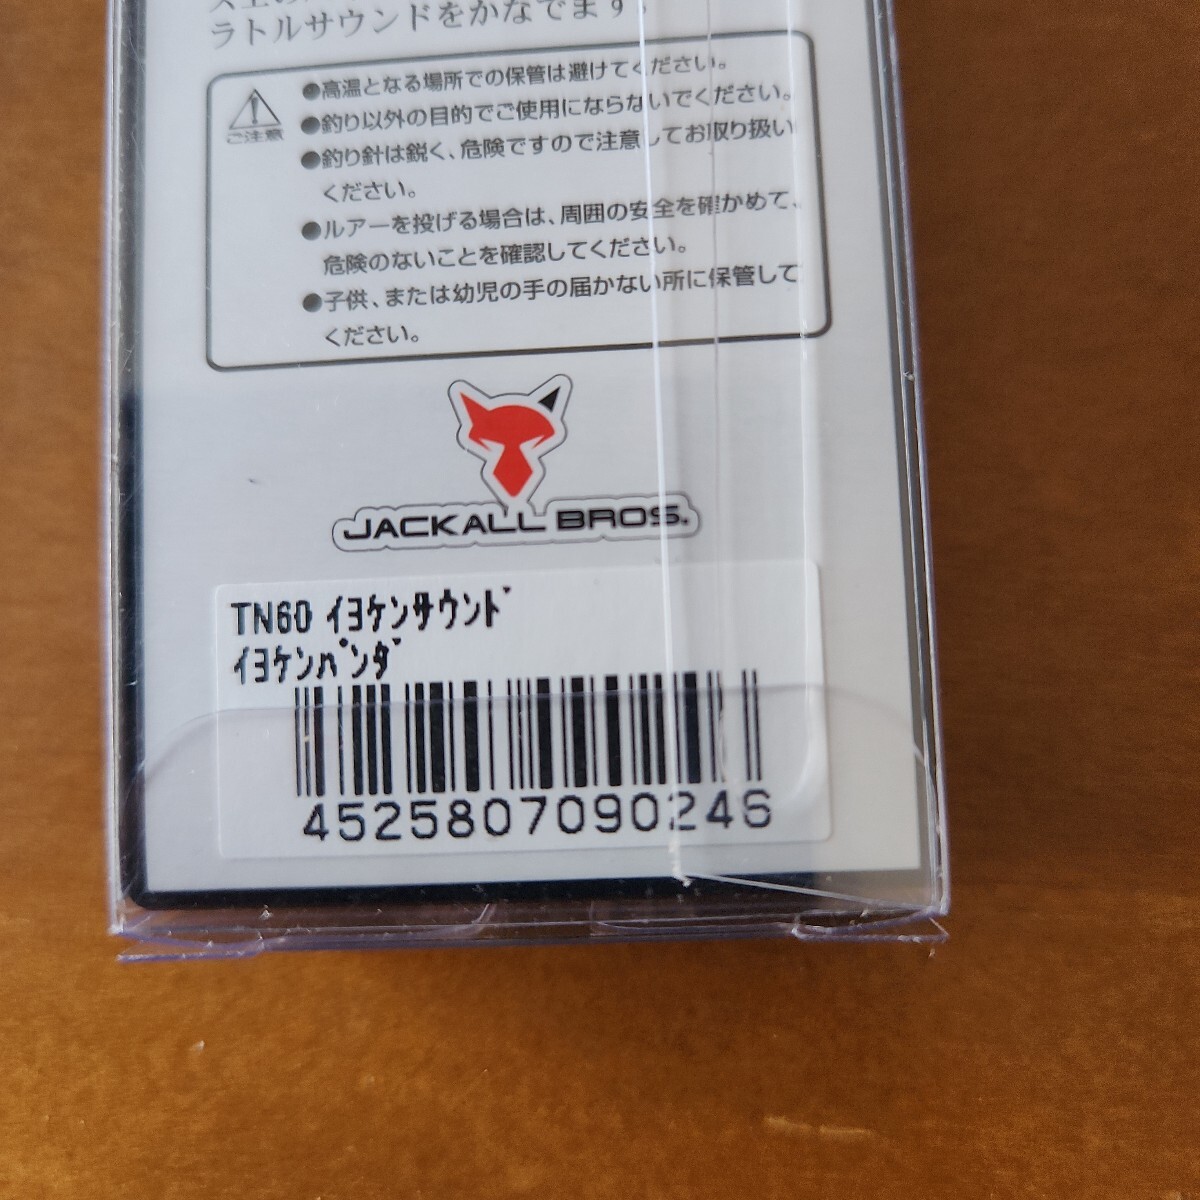 ラトルサウンドをかなでます。
ご注意
●高温となる場所での保管は避けてください。
●釣り以外の目的でご使用にならないでください。
●釣り針は鋭く、危険ですので注意してお取り扱い
ください。
●ルアーを投げる場合は、周囲の安全を確かめて、
危険のないことを確認してください。
●子供、または幼児の手の届かない所に保管して
ください。
JACKALL BROS.
TN60 ｲﾖｹﾝｻｳﾝﾄﾞ
ｲﾖｹﾝﾊﾟﾝﾀﾞ
4525807090246